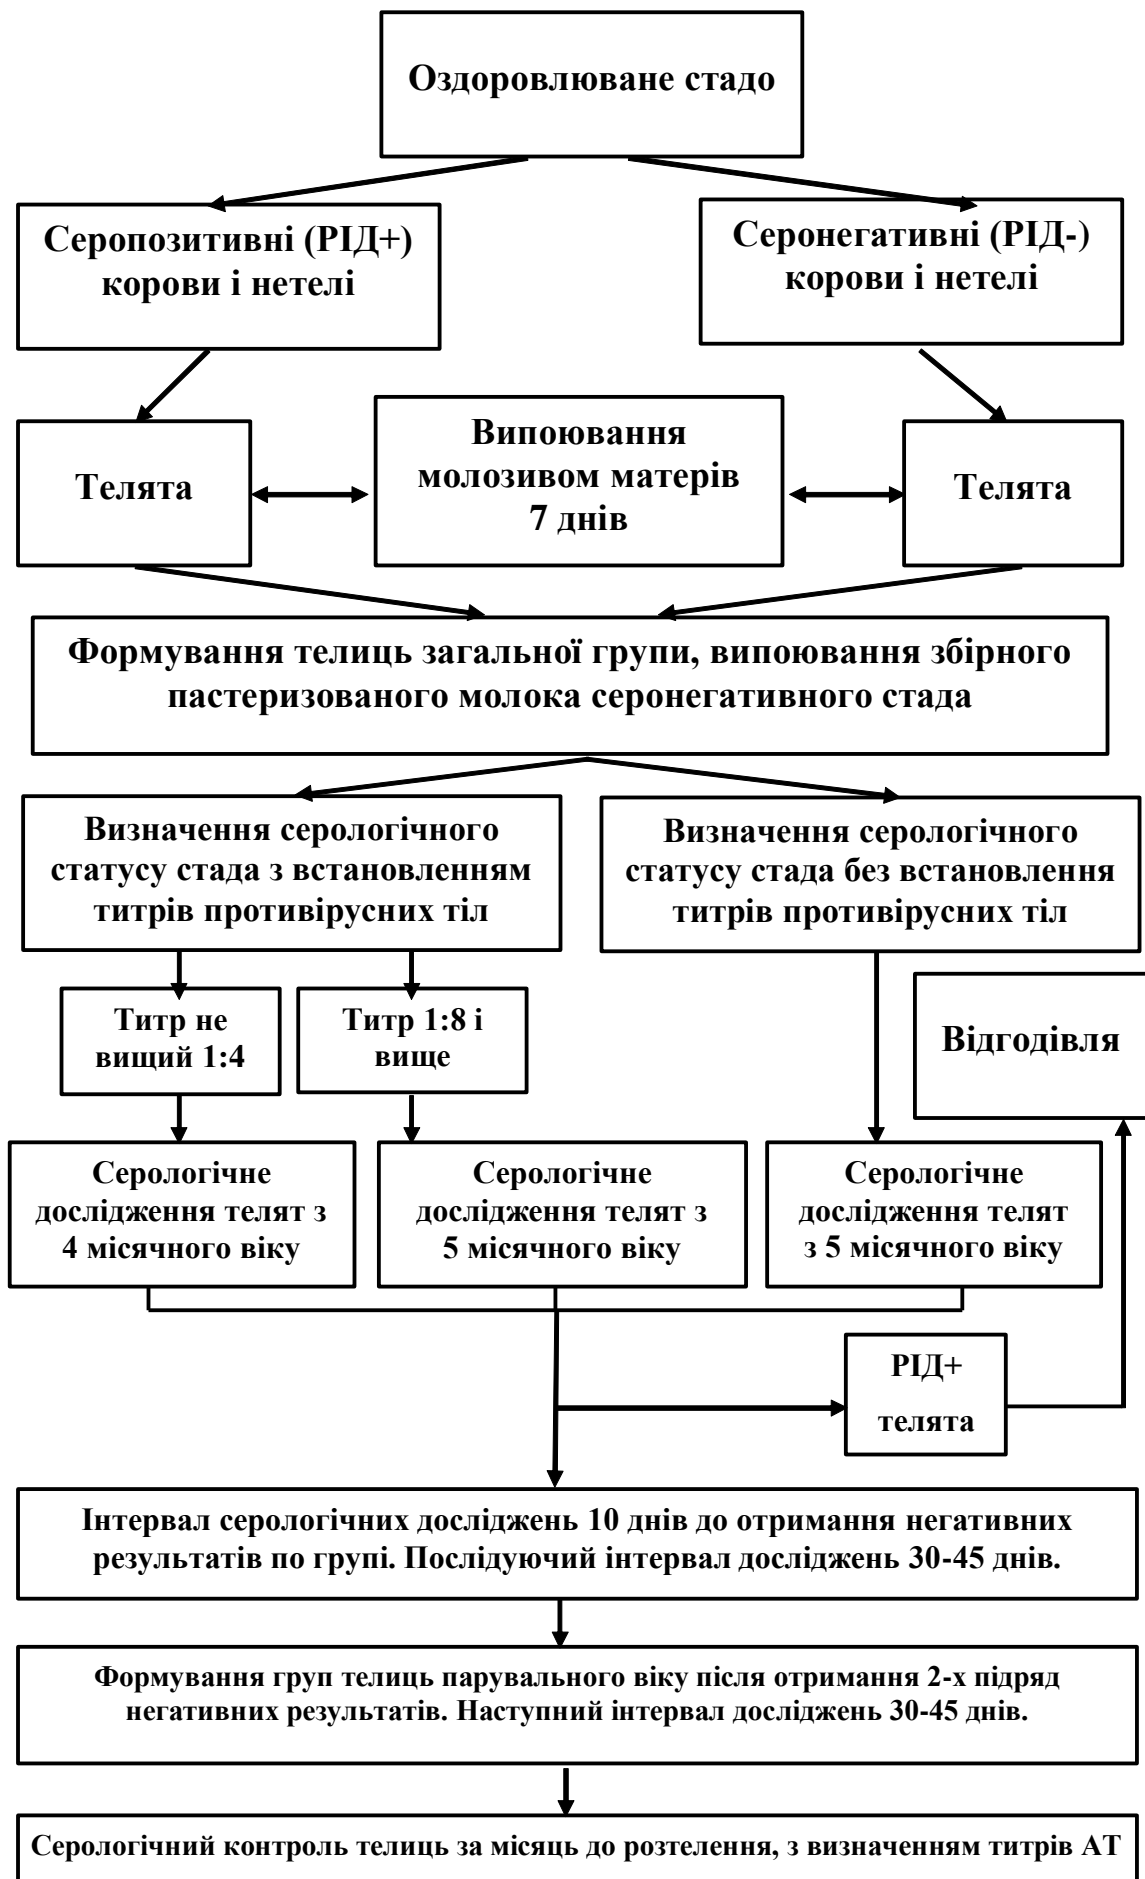 Оздоровлюване стадо
Серопозитивні (РІД+)
корови і нетелі
Серонегативні (РІД-)
корови і нетелі
Телята
Випоювання
молозивом матерів
7 днів
Телята
Формування телиць загальної групи, випоювання збірного
пастеризованого молока серонегативного стада
Визначення серологічного
статусу стада з встановленням
титрів противірусних тіл
Визначення серологічного
статусу стада без встановлення
титрів противірусних тіл
Титр не
вищий 1:4
Титр 1:8 і
вище
Відгодівля
Серологічне
дослідження телят з
4 місячного віку
Серологічне
дослідження телят з
5 місячного віку
Серологічне
дослідження телят
з 5 місячного віку
РІД+
телята
Інтервал серологічних досліджень 10 днів до отримання негативних
результатів по групі. Послідуючий інтервал досліджень 30-45 днів.
Формування груп телиць парувального віку після отримання 2-х підряд
негативних результатів. Наступний інтервал досліджень 30-45 днів.
Серологічний контроль телиць за місяць до розтелення, з визначенням титрів АТ